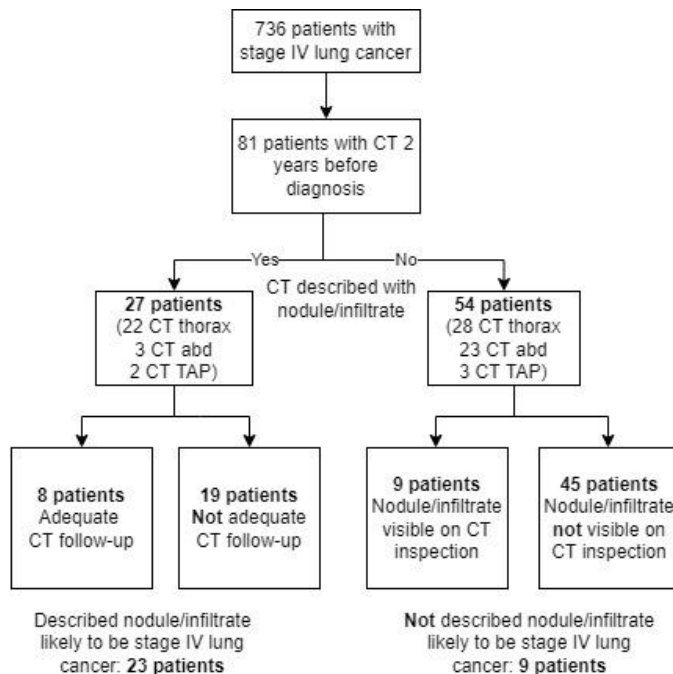 736 patients with
stage IV lung cancer
81 patients with CT 2
years before
diagnosis
Yes
No
CT described with
nodule/infiltrate
27 patients
(22 CT thorax
3 CT abd
2 CT TAP)
54 patients
(28 CT thorax
23 CT abd
3 CT TAP)
8 patients
Adequate
CT follow-up
19 patients
Not adequate
CT follow-up
9 patients
Nodule/infiltrate
visible on CT
inspection
45 patients
Nodule/infiltrate
not visible on
CT inspection
Described nodule/infiltrate
likely to be stage IV lung
cancer: 23 patients
Not described nodule/infiltrate
likely to be stage IV lung
cancer: 9 patients